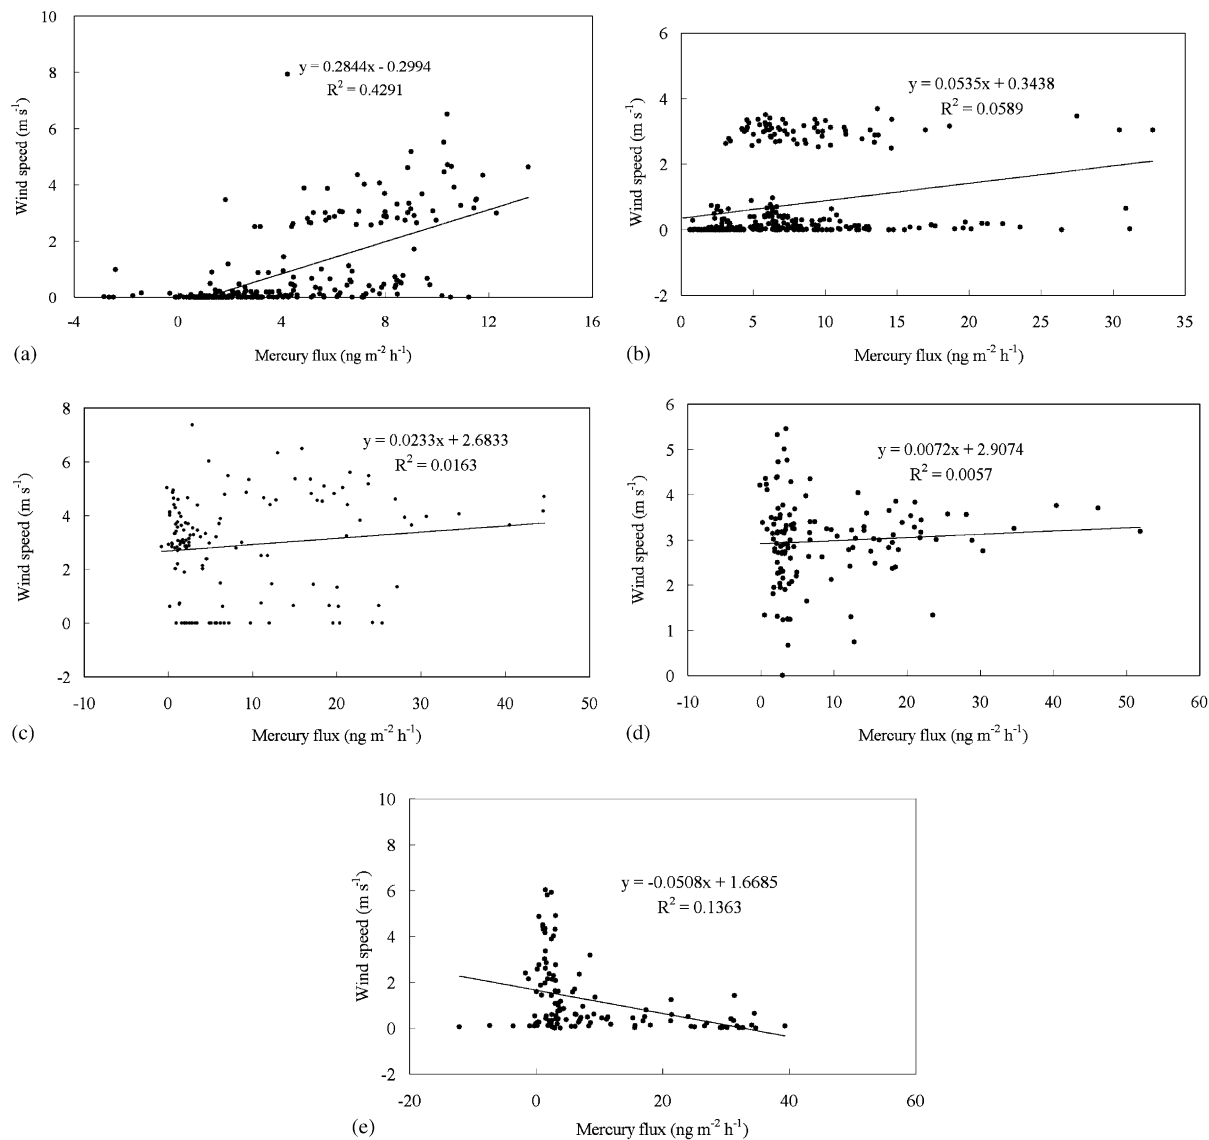 10
8
6
4
2
0
Wind speed (m s-1)
y = 0.2844x - 0.2994
R2 = 0.4291
-4 0 4 8 12 16
(a) Mercury flux (ng m-2 h-1)
6
4
2
0
-2
Wind speed (m s-1)
y = 0.0535x + 0.3438
R2 = 0.0589
0 5 10 15 20 25 30 35
(b) Mercury flux (ng m-2 h-1)
8
6
4
2
0
-2
Wind speed (m s-1)
y = 0.0233x + 2.6833
R2 = 0.0163
-10 0 10 20 30 40 50
(c) Mercury flux (ng m-2 h-1)
6
5
4
3
2
1
0
Wind speed (m s-1)
y = 0.0072x + 2.9074
R2 = 0.0057
-10 0 10 20 30 40 50 60
(d) Mercury flux (ng m-2 h-1)
10
8
6
4
2
0
-2
Wind speed (m s-1)
y = -0.0508x + 1.6685
R2 = 0.1363
-20 0 20 40 60
(e) Mercury flux (ng m-2 h-1)